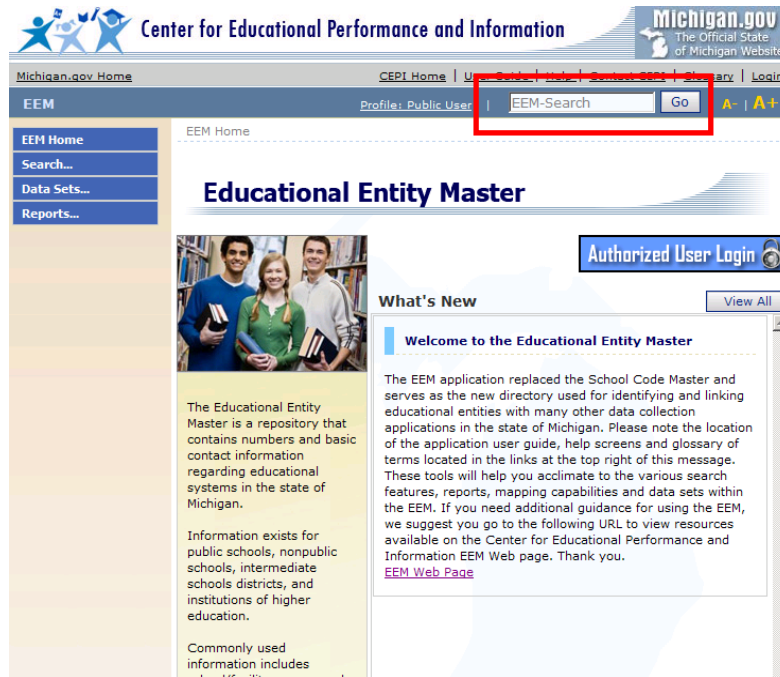 Center for Educational Performance and Information
Michigan.gov
The Official State
of Michigan Website
Michigan.gov Home
CEPI Home | User Guide | Help | Contact CEPI | Glossary | Login
EEM
Profile: Public User |
EEM-Search
Go
A- | A+
EEM Home
Search...
Data Sets...
Reports...
EEM Home
Educational Entity Master
Authorized User Login
What's New
View All
Welcome to the Educational Entity Master
The EEM application replaced the School Code Master and
serves as the new directory used for identifying and linking
educational entities with many other data collection
applications in the state of Michigan. Please note the location
of the application user guide, help screens and glossary of
terms located in the links at the top right of this message.
These tools will help you acclimate to the various search
features, reports, mapping capabilities and data sets within
the EEM. If you need additional guidance for using the EEM,
we suggest you go to the following URL to view resources
available on the Center for Educational Performance and
Information EEM Web page. Thank you.
EEM Web Page
The Educational Entity
Master is a repository that
contains numbers and basic
contact information
regarding educational
systems in the state of
Michigan.
Information exists for
public schools, nonpublic
schools, intermediate
schools districts, and
institutions of higher
education.
Commonly used
information includes